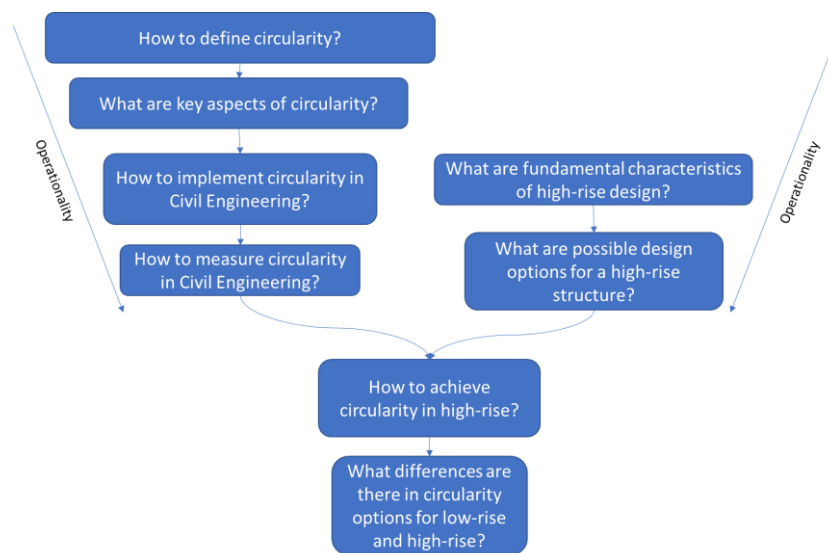 How to define circularity?
What are key aspects of circularity?
Operationality
How to implement circularity in
Civil Engineering?
How to measure circularity
in Civil Engineering?
What are fundamental characteristics
of high-rise design?
Operationality
What are possible design
options for a high-rise
structure?
How to achieve
circularity in high-rise?
What differences are
there in circularity
options for low-rise
and high-rise?